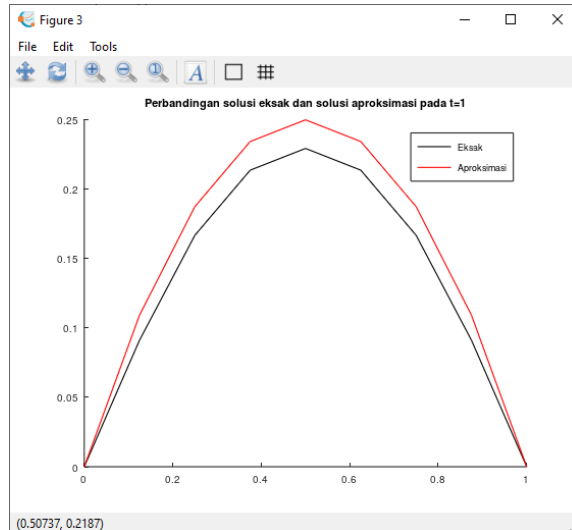 Figure 3
File Edit Tools
A
Perbandingan solusi eksak dan solusi aproksimasi pada t=1
0.25
0.2
0.15
0.1
0.05
0
Eksak
Aproksimasi
0 0.2 0.4 0.6 0.8 1
(0.50737, 0.2187)